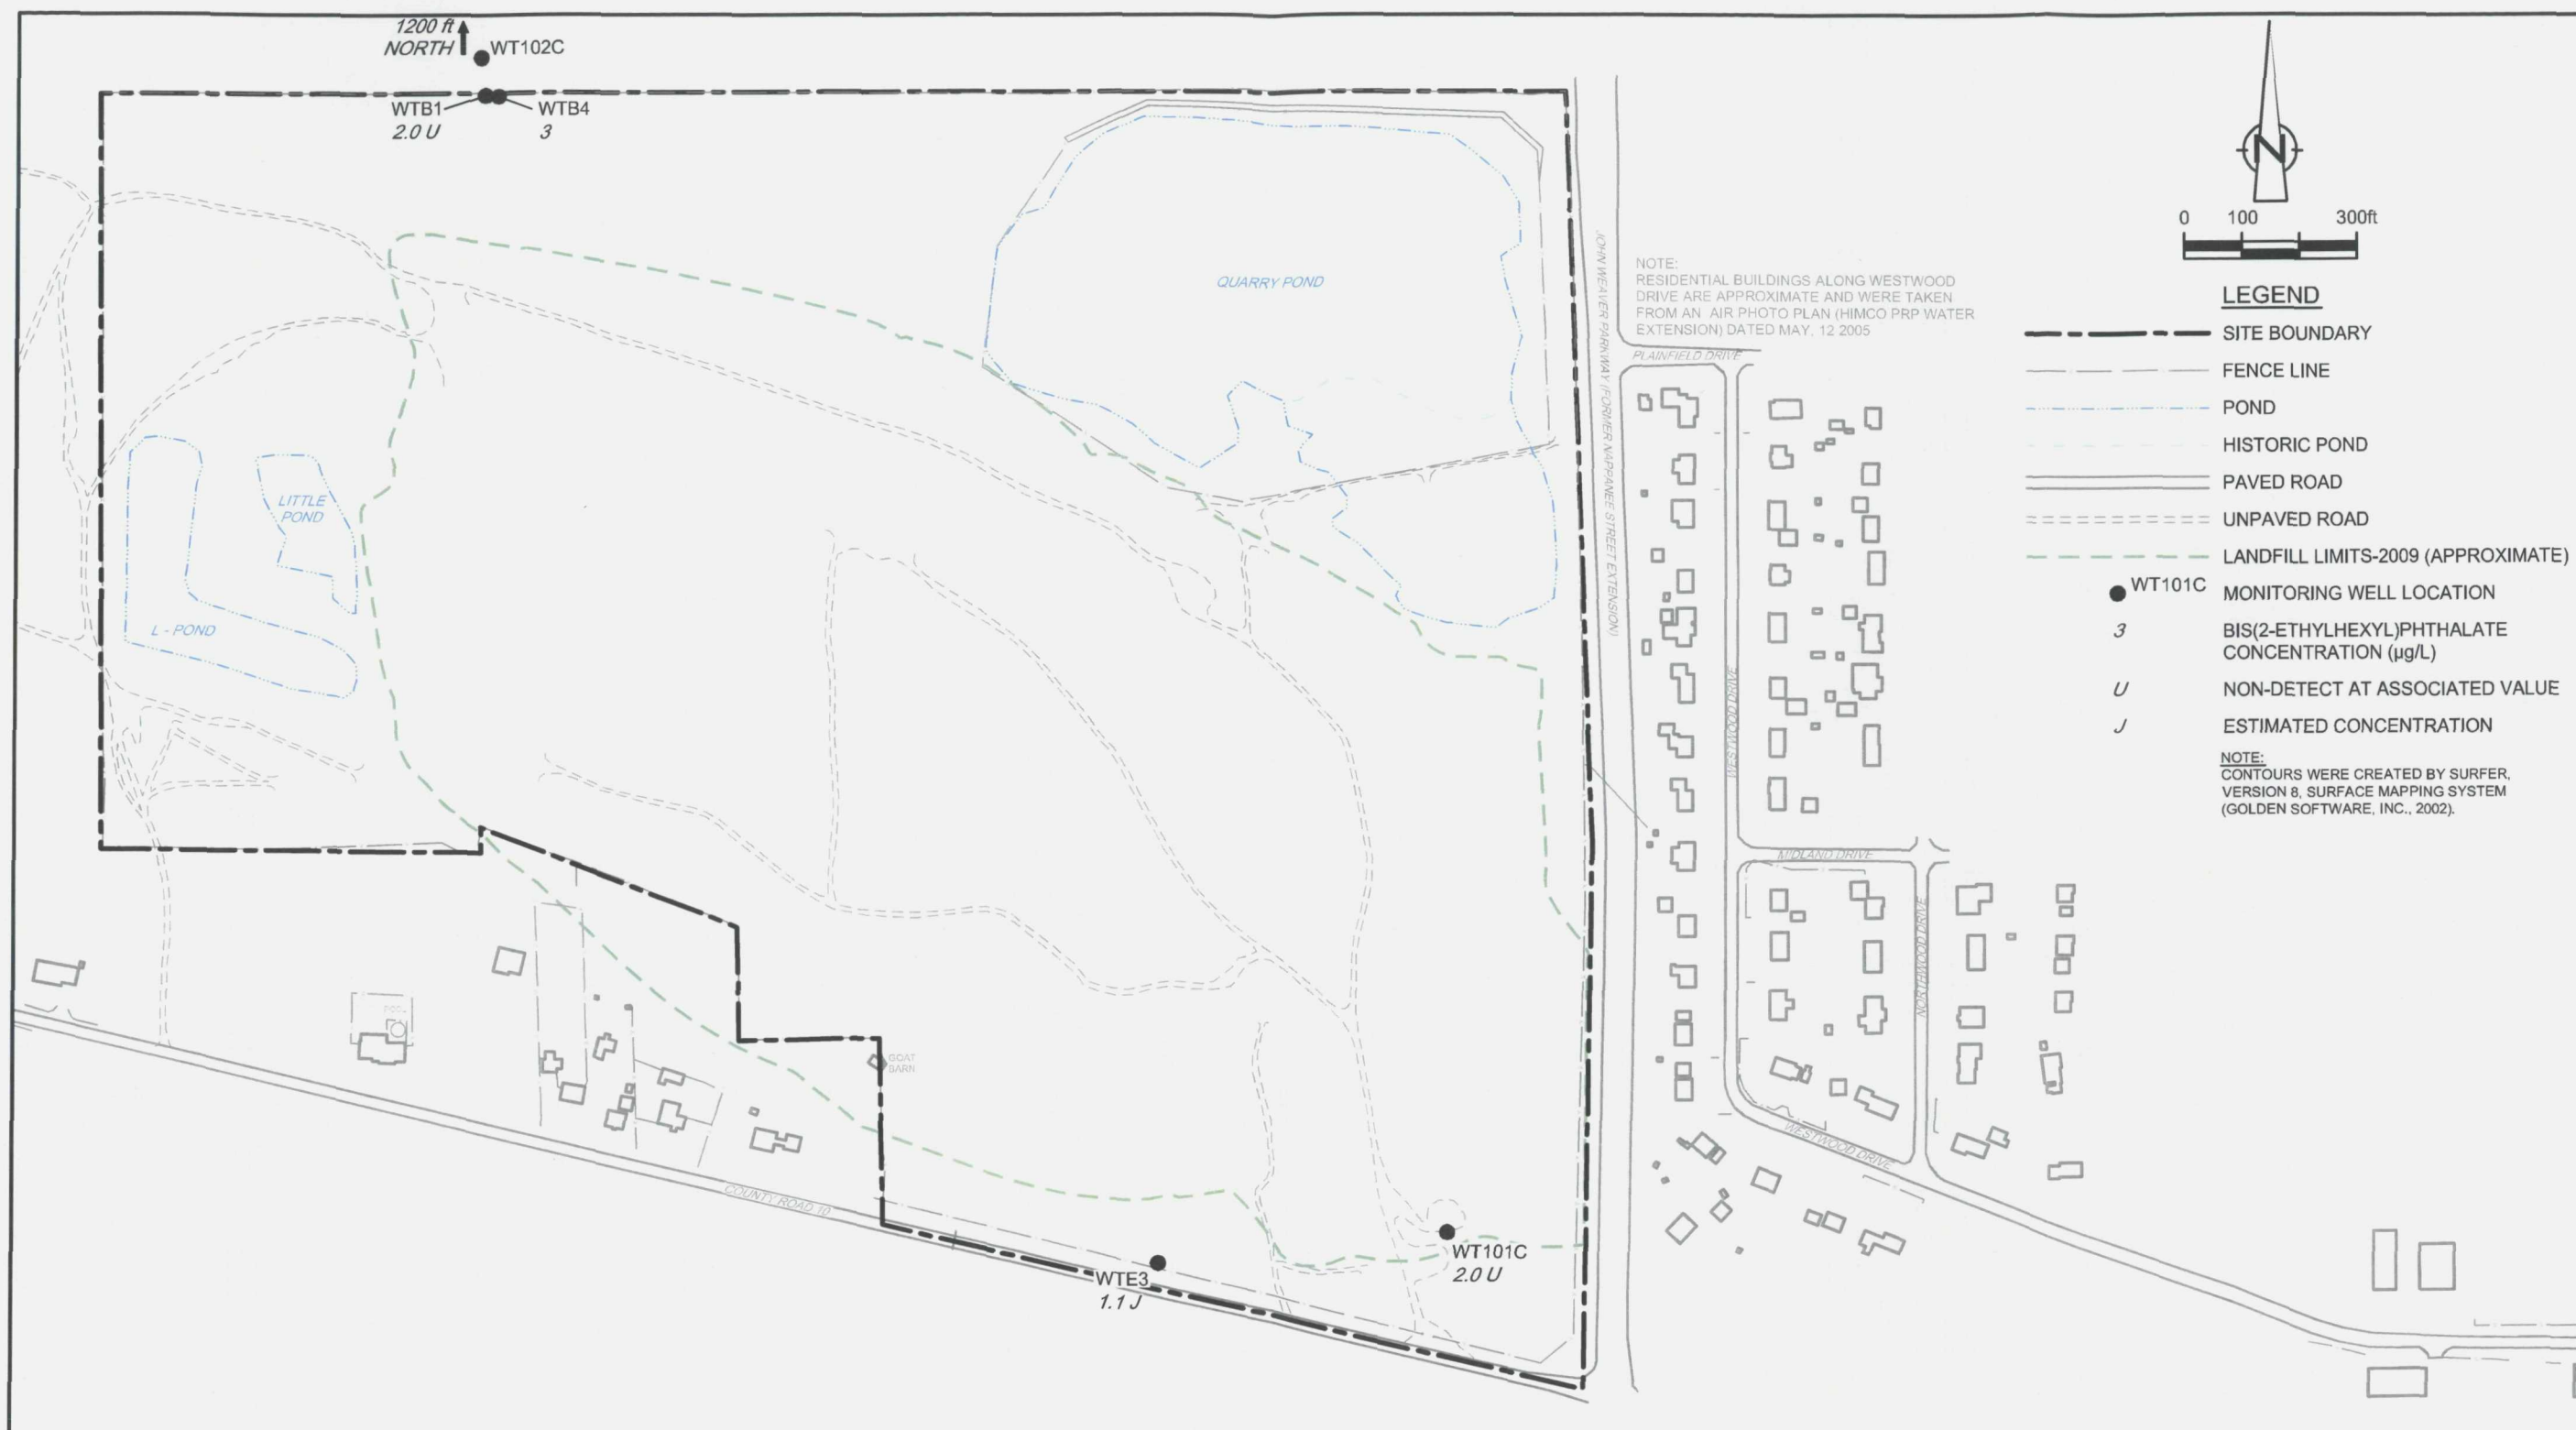 1200 ft
NORTH
WT102C
WTB1
2.0 U
WTB4
3
QUARRY POND
LITTLE
POND
L - POND
JOHN WEAVER PARKWAY (FORMER NAPPANEE STREET EXTENSION)
NOTE:
RESIDENTIAL BUILDINGS ALONG WESTWOOD
DRIVE ARE APPROXIMATE AND WERE TAKEN
FROM AN AIR PHOTO PLAN (HIMCO PRP WATER
EXTENSION) DATED MAY, 12 2005
PLAINFIELD DRIVE
WESTWOOD DRIVE
MIDLAND DRIVE
NORTHWOOD DRIVE
WESTWOOD DRIVE
POOL
GOAT
BARN
COUNTY ROAD 10
WTE3
1.1 J
WT101C
2.0 U
N
0 100 300ft
LEGEND
SITE BOUNDARY
FENCE LINE
POND
HISTORIC POND
PAVED ROAD
UNPAVED ROAD
LANDFILL LIMITS-2009 (APPROXIMATE)
WT101C MONITORING WELL LOCATION
3 BIS(2-ETHYLHEXYL)PHTHALATE
CONCENTRATION (µg/L)
U NON-DETECT AT ASSOCIATED VALUE
J ESTIMATED CONCENTRATION
NOTE:
CONTOURS WERE CREATED BY SURFER,
VERSION 8, SURFACE MAPPING SYSTEM
(GOLDEN SOFTWARE, INC., 2002).